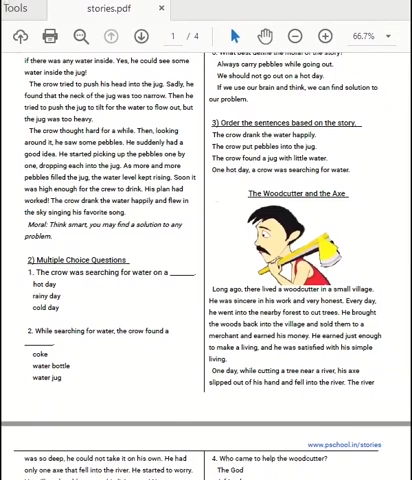 Tools
stories.pdf
×
1 / 4
66.7%
if there was any water inside. Yes, he could see some
water inside the jug!
The crow tried to push his head into the jug. Sadly, he
found that the neck of the jug was too narrow. Then he
tried to push the jug to tilt for the water to flow out, but
the jug was too heavy.
The crow thought hard for a while. Then, looking
around it, he saw some pebbles. He suddenly had a
good idea. He started picking up the pebbles one by
one, dropping each into the jug. As more and more
pebbles filled the jug, the water level kept rising. Soon it
was high enough for the crew to drink. His plan had
worked! The crow drank the water happily and flew in
the sky singing his favorite song.
Moral: Think smart, you may find a solution to any
problem.
2) Multiple Choice Questions
1. The crow was searching for water on a ______.
hot day
rainy day
cold day
2. While searching for water, the crow found a
_______.
coke
water bottle
water jug
6. What best define the moral of the story?
Always carry pebbles while going out.
We should not go out on a hot day.
If we use our brain and think, we can find solution to
our problem.
3) Order the sentences based on the story.
The crow drank the water happily.
The crow put pebbles into the jug.
The crow found a jug with little water.
One hot day, a crow was searching for water.
The Woodcutter and the Axe
Long ago, there lived a woodcutter in a small village.
He was sincere in his work and very honest. Every day,
he went into the nearby forest to cut trees. He brought
the woods back into the village and sold them to a
merchant and earned his money. He earned just enough
to make a living, and he was satisfied with his simple
living.
One day, while cutting a tree near a river, his axe
slipped out of his hand and fell into the river. The river
www.pschool.in/stories
was so deep, he could not take it on his own. He had
only one axe that fell into the river. He started to worry.
4. Who came to help the woodcutter?
The God